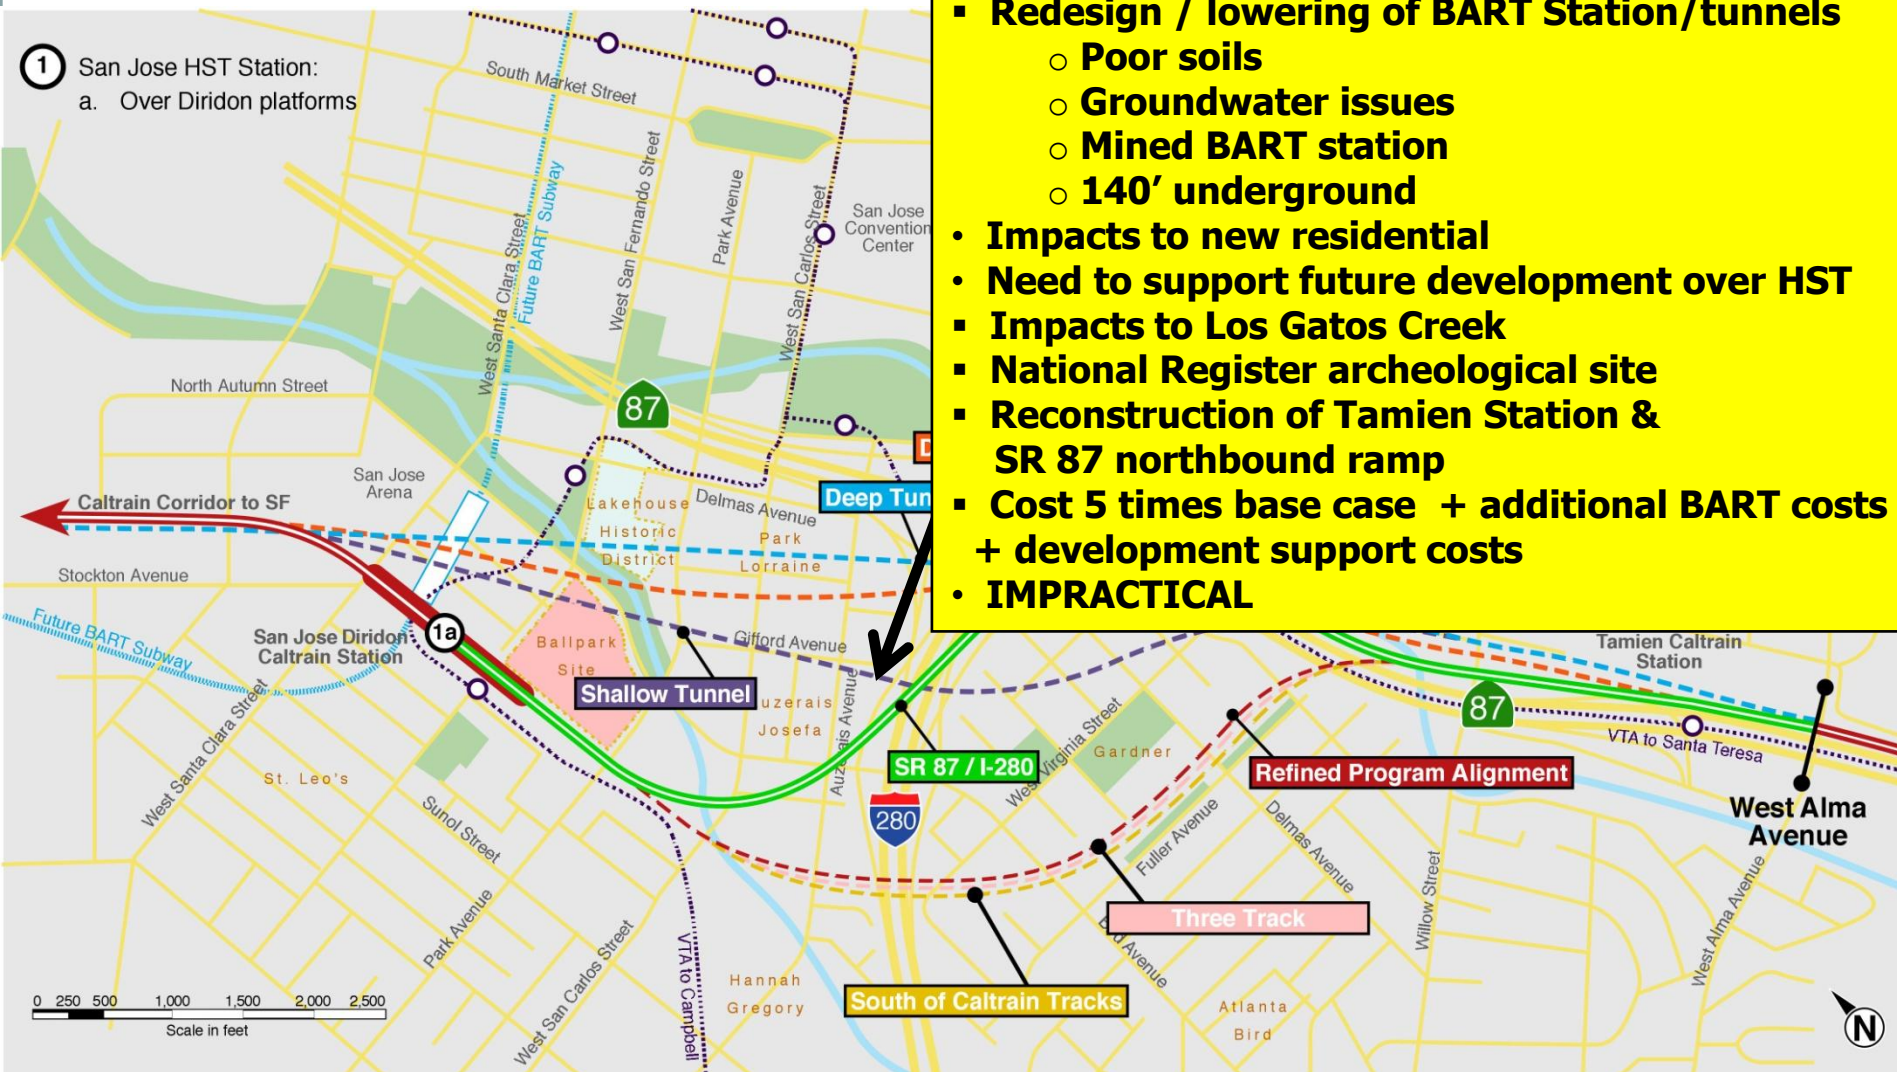 ▪ Redesign / lowering of BART Station/tunnels
o Poor soils
o Groundwater issues
o Mined BART station
o 140’ underground
• Impacts to new residential
• Need to support future development over HST
▪ Impacts to Los Gatos Creek
▪ National Register archeological site
▪ Reconstruction of Tamien Station &
SR 87 northbound ramp
▪ Cost 5 times base case + additional BART costs
+ development support costs
• IMPRACTICAL
1 San Jose HST Station:
a. Over Diridon platforms
South Market Street
Future BART Subway
West Santa Clara Street
West San Fernando Street
Park Avenue
West San Carlos Street
San Jose
Convention
Center
North Autumn Street
87
San Jose
Arena
Caltrain Corridor to SF
Lakehouse
Historic
District
Delmas Avenue
Park
Lorraine
D
Deep Tun
Stockton Avenue
Future BART Subway
San Jose Diridon
Caltrain Station
1a
Ballpark
Site
Gifford Avenue
Shallow Tunnel
uzerais
Josefa
Auzerais Avenue
SR 87 / I-280
280
West Virginia Street
Gardner
Refined Program Alignment
87
Tamien Caltrain
Station
VTA to Santa Teresa
West Alma
Avenue
St. Leo's
West Santa Clara Street
Sunol Street
Park Avenue
West San Carlos Street
VTA to Campbell
Fuller Avenue
Delmas Avenue
Willow Street
West Alma Avenue
Three Track
Avenue
South of Caltrain Tracks
Hannah
Gregory
Atlanta
Bird
0 250 500 1,000 1,500 2,000 2,500
Scale in feet
N